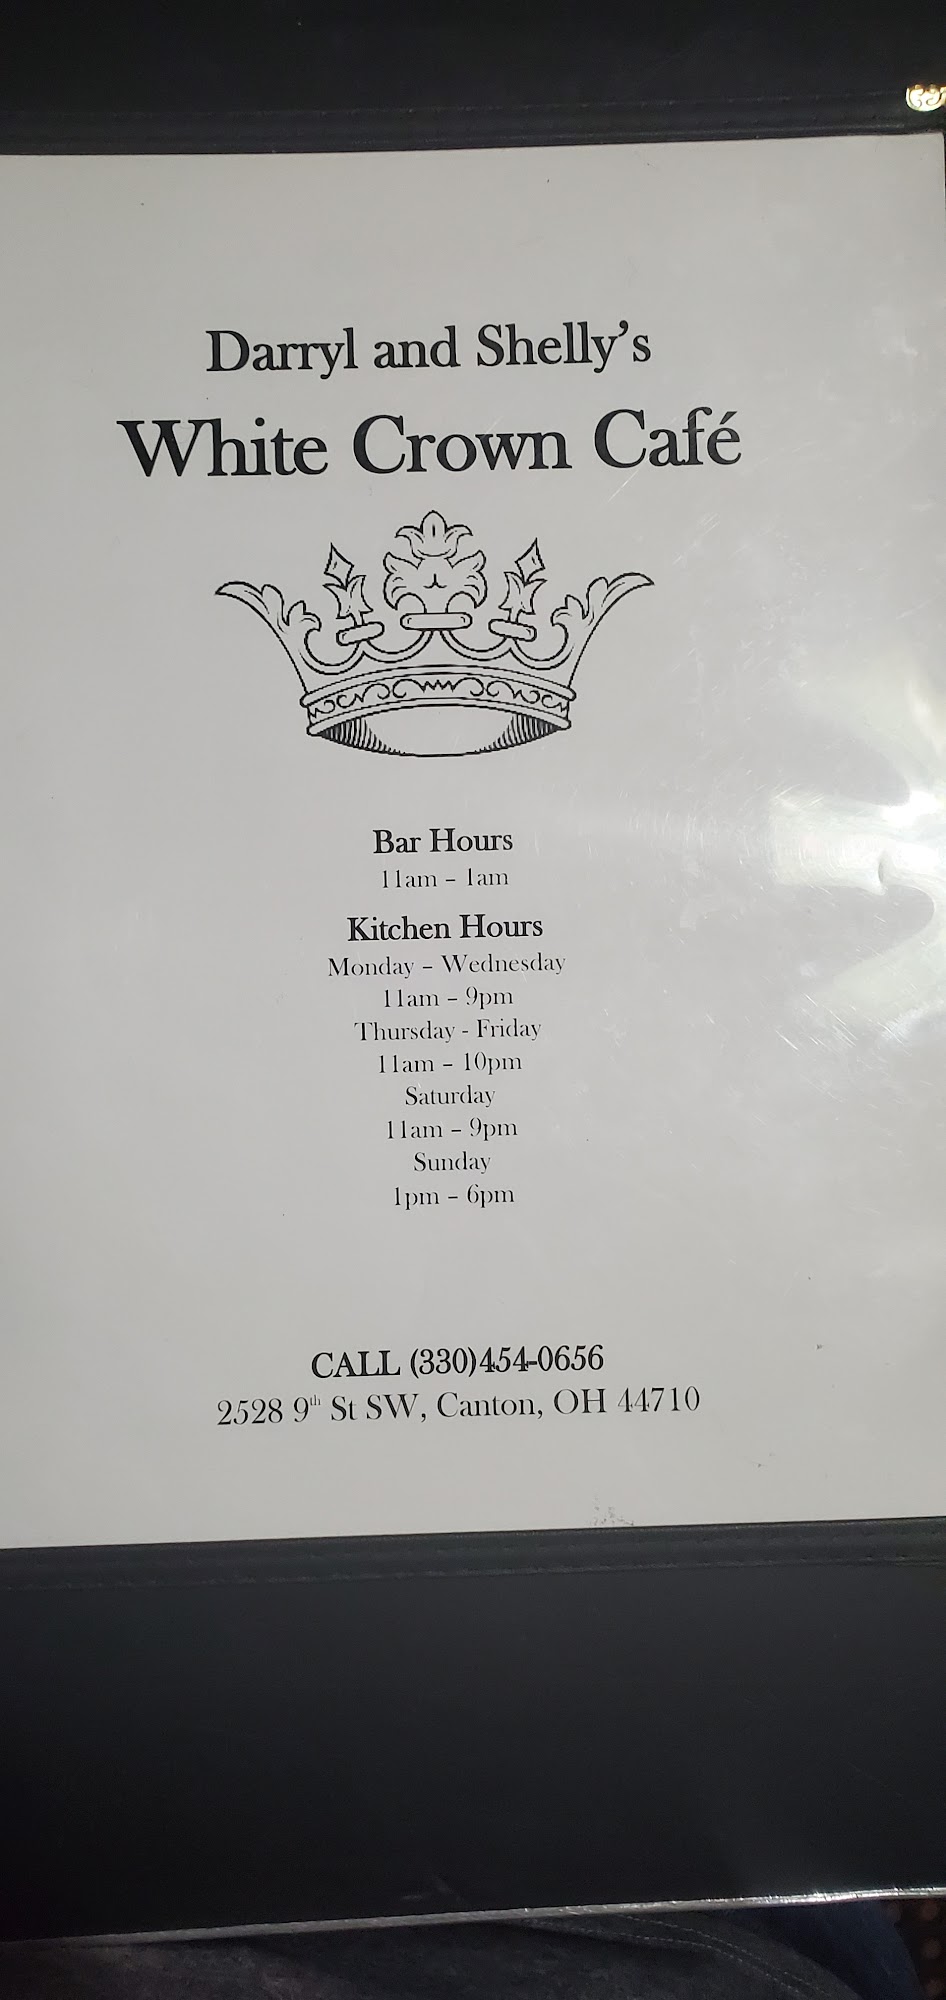 Darryl and Shelly's
White Crown Café
Bar Hours
11am – 1am
Kitchen Hours
Monday – Wednesday
11am – 9pm
Thursday - Friday
11am – 10pm
Saturday
11am – 9pm
Sunday
1pm – 6pm
CALL (330)454-0656
2528 9th St SW, Canton, OH 44710